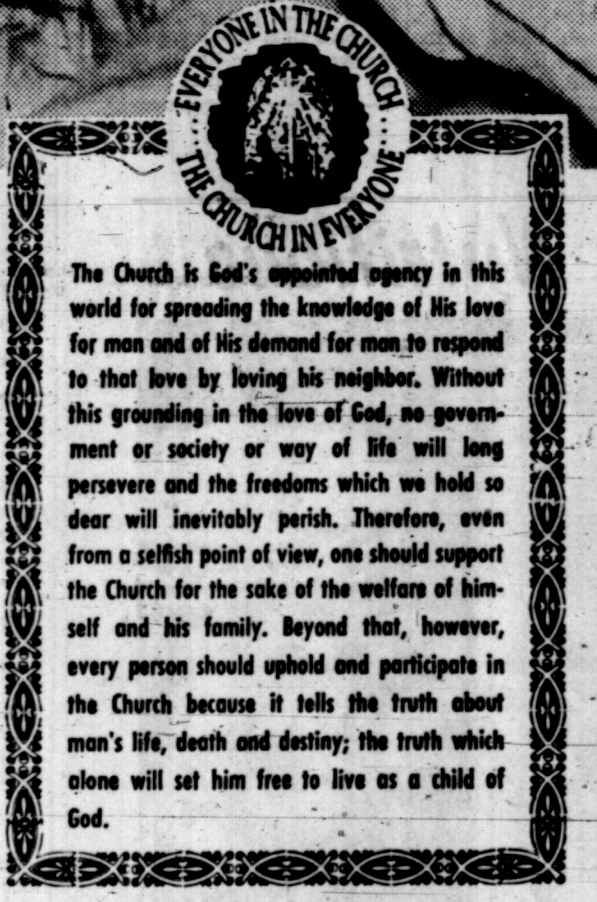 EVERYONE IN THE CHURCH...
THE CHURCH IN EVERYONE...
The Church is God's appointed agency in this
world for spreading the knowledge of His love
for man and of His demand for man to respond
to that love by loving his neighbor. Without
this grounding in the love of God, no govern-
ment or society or way of life will long
persevere and the freedoms which we hold so
dear will inevitably perish. Therefore, even
from a selfish point of view, one should support
the Church for the sake of the welfare of him-
self and his family. Beyond that, however,
every person should uphold and participate in
the Church because it tells the truth about
man's life, death and destiny; the truth which
alone will set him free to live as a child of
God.